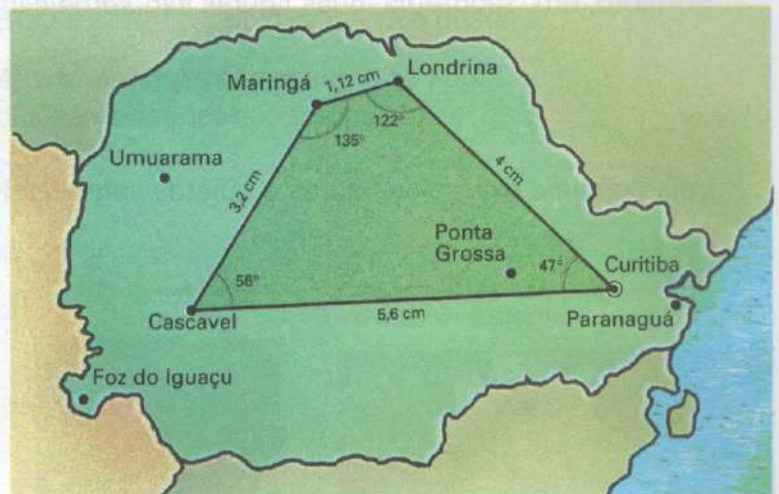 Londrina
1,12 cm
Maringá
122°
135°
Umuarama
3,2 cm
4 cm
Ponta
Grossa
47°
Curitiba
56°
Cascavel
5,6 cm
Paranaguá
Foz do Iguaçu